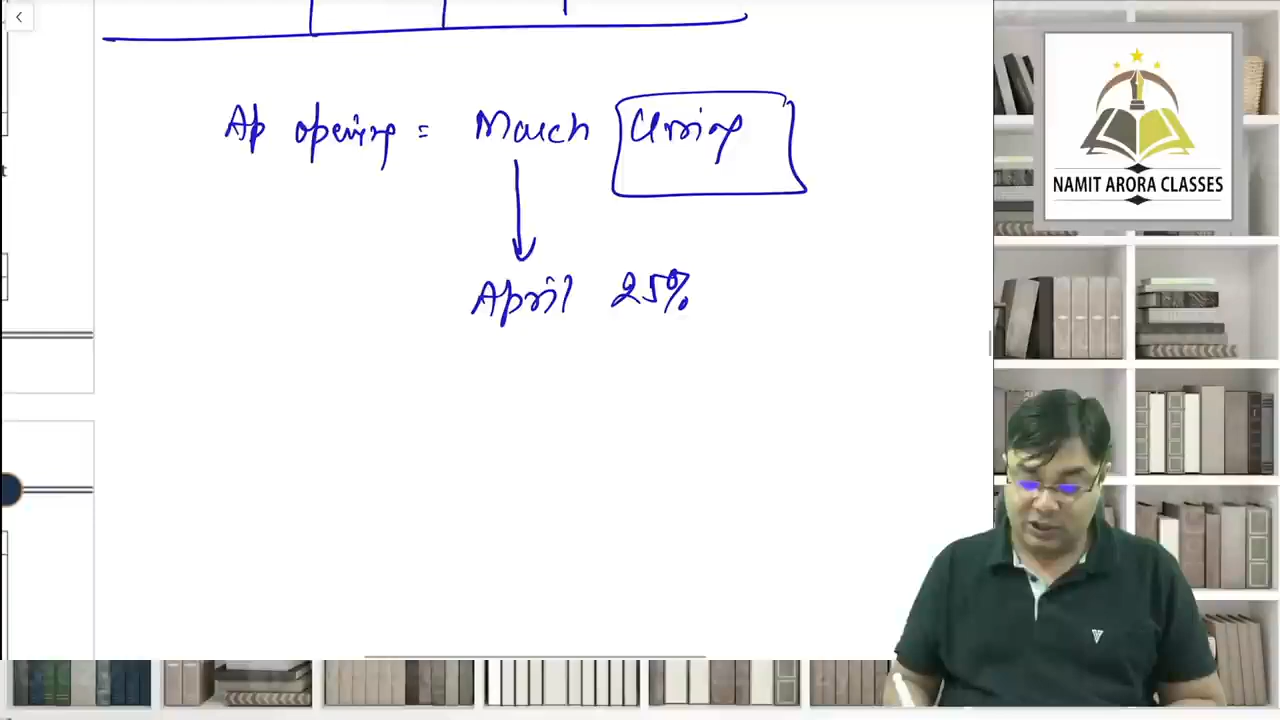 Ap opening = March Closing
April 25%
NAMIT ARORA CLASSES